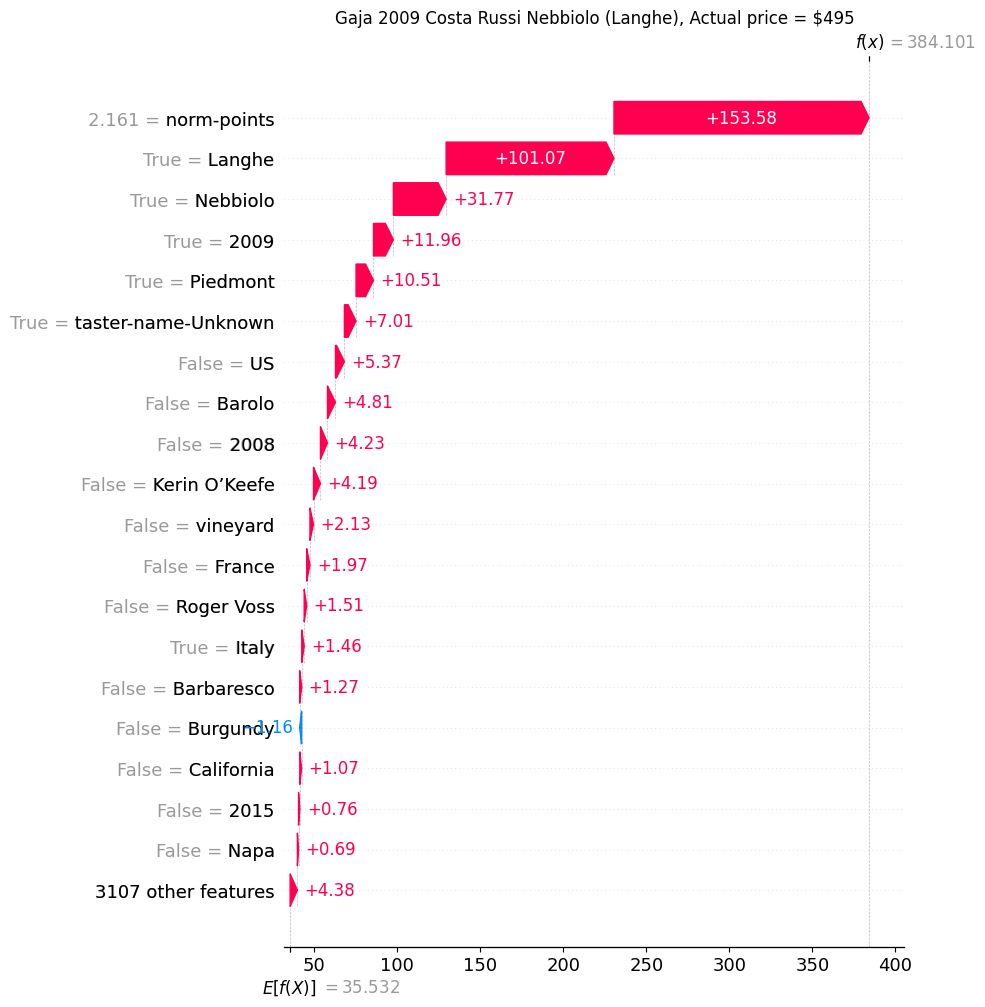 Gaja 2009 Costa Russi Nebbiolo (Langhe), Actual price = $495
f(x) = 384.101
2.161 = norm-points +153.58
True = Langhe +101.07
True = Nebbiolo +31.77
True = 2009 +11.96
True = Piedmont +10.51
True = taster-name-Unknown +7.01
False = US +5.37
False = Barolo +4.81
False = 2008 +4.23
False = Kerin O’Keefe +4.19
False = vineyard +2.13
False = France +1.97
False = Roger Voss +1.51
True = Italy +1.46
False = Barbaresco +1.27
False = Burgundy −1.16
False = California +1.07
False = 2015 +0.76
False = Napa +0.69
3107 other features +4.38
50 100 150 200 250 300 350 400
E[f(X)] = 35.532